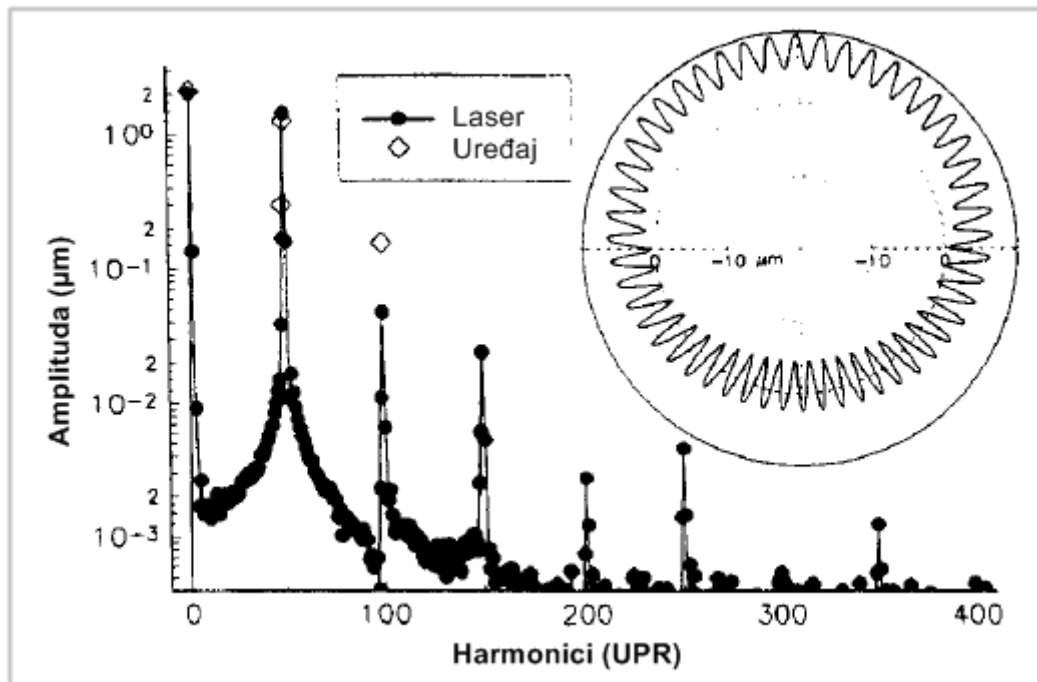 Amplituda (µm)
2
10⁰
2
10⁻¹
2
10⁻²
2
10⁻³
Laser
Uređaj
0 -10 µm -10 0
0 100 200 300 400
Harmonici (UPR)